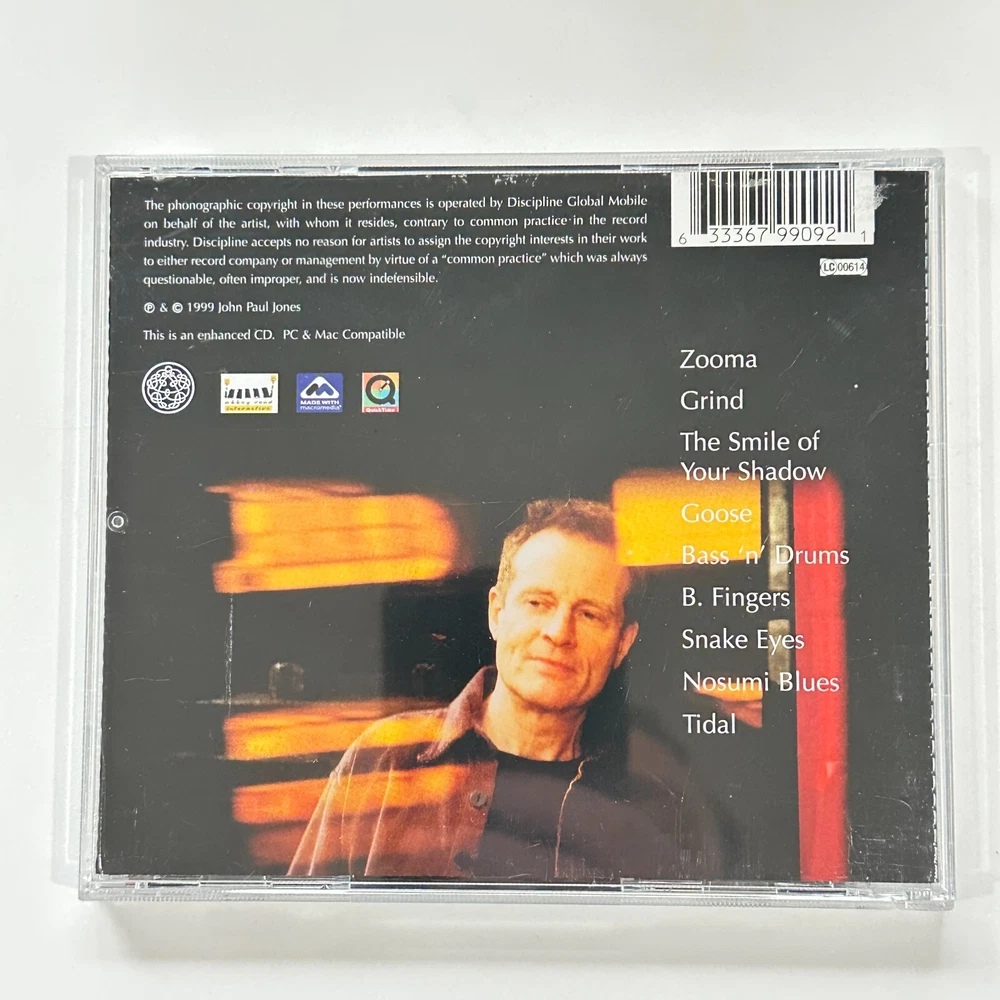 The phonographic copyright in these performances is operated by Discipline Global Mobile
on behalf of the artist, with whom it resides, contrary to common practice in the record
industry. Discipline accepts no reason for artists to assign the copyright interests in their work
to either record company or management by virtue of a “common practice” which was always
questionable, often improper, and is now indefensible.
℗ & © 1999 John Paul Jones
This is an enhanced CD. PC & Mac Compatible
abbey road
interactive
MADE WITH
macromedia®
QuickTime
6 33367 99092 1
LC 00614
Zooma
Grind
The Smile of
Your Shadow
Goose
Bass ‘n’ Drums
B. Fingers
Snake Eyes
Nosumi Blues
Tidal